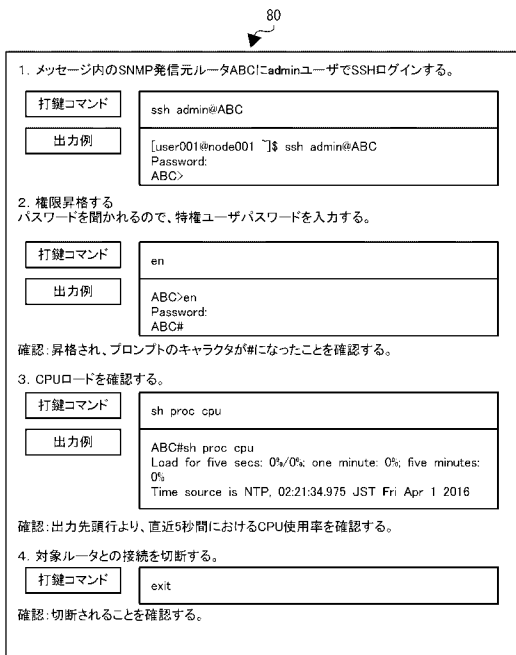 80
1. メッセージ内のSNMP発信元ルータABCにadminユーザでSSHログインする。
打鍵コマンド
ssh admin@ABC
出力例
[user001@node001 ~]$ ssh admin@ABC
Password:
ABC>
2. 権限昇格する
パスワードを聞かれるので、特権ユーザパスワードを入力する。
打鍵コマンド
en
出力例
ABC>en
Password:
ABC#
確認:昇格され、プロンプトのキャラクタが#になったことを確認する。
3. CPUロードを確認する。
打鍵コマンド
sh proc cpu
出力例
ABC#sh proc cpu
Load for five secs: 0%/0%; one minute: 0%; five minutes:
0%
Time source is NTP, 02:21:34.975 JST Fri Apr 1 2016
確認:出力先頭行より、直近5秒間におけるCPU使用率を確認する。
4. 対象ルータとの接続を切断する。
打鍵コマンド
exit
確認:切断されることを確認する。